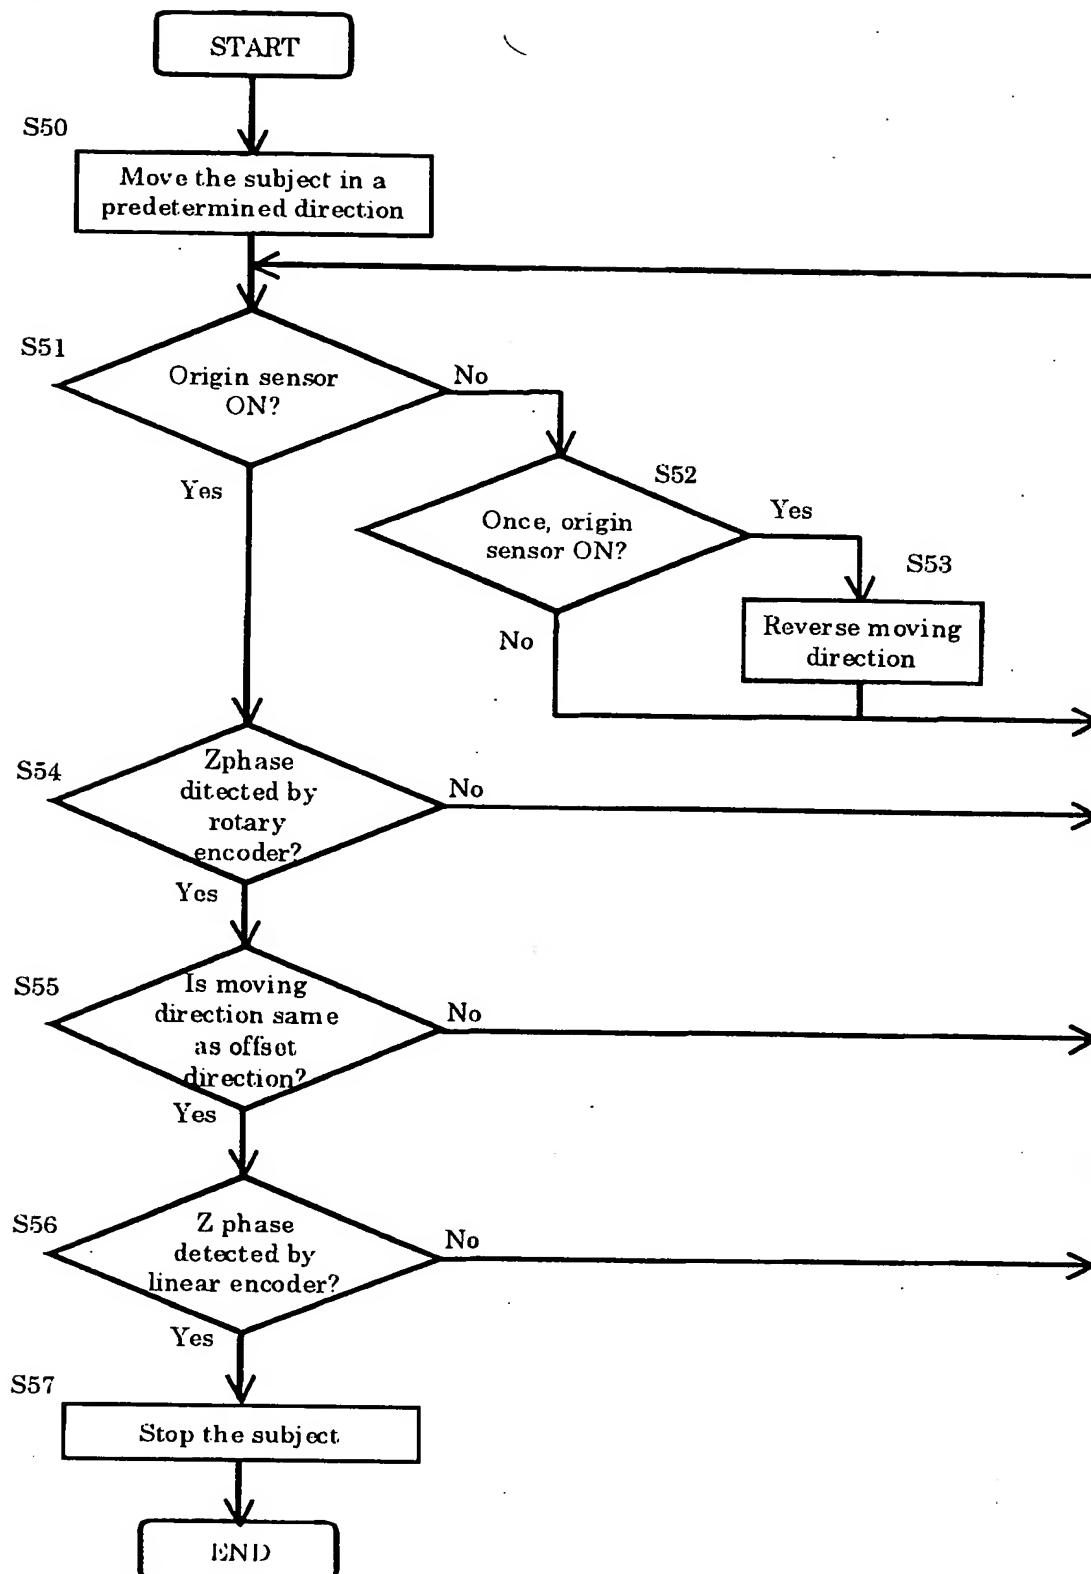 START
S50
Move the subject in a
predetermined direction
S51
Origin sensor
ON?
No
Yes
S52
Once, origin
sensor ON?
Yes
No
S53
Reverse moving
direction
S54
Zphase
ditected by
rotary
encoder?
No
Yes
S55
Is moving
direction same
as offset
direction?
No
Yes
S56
Z phase
detected by
linear encoder?
No
Yes
S57
Stop the subject
END